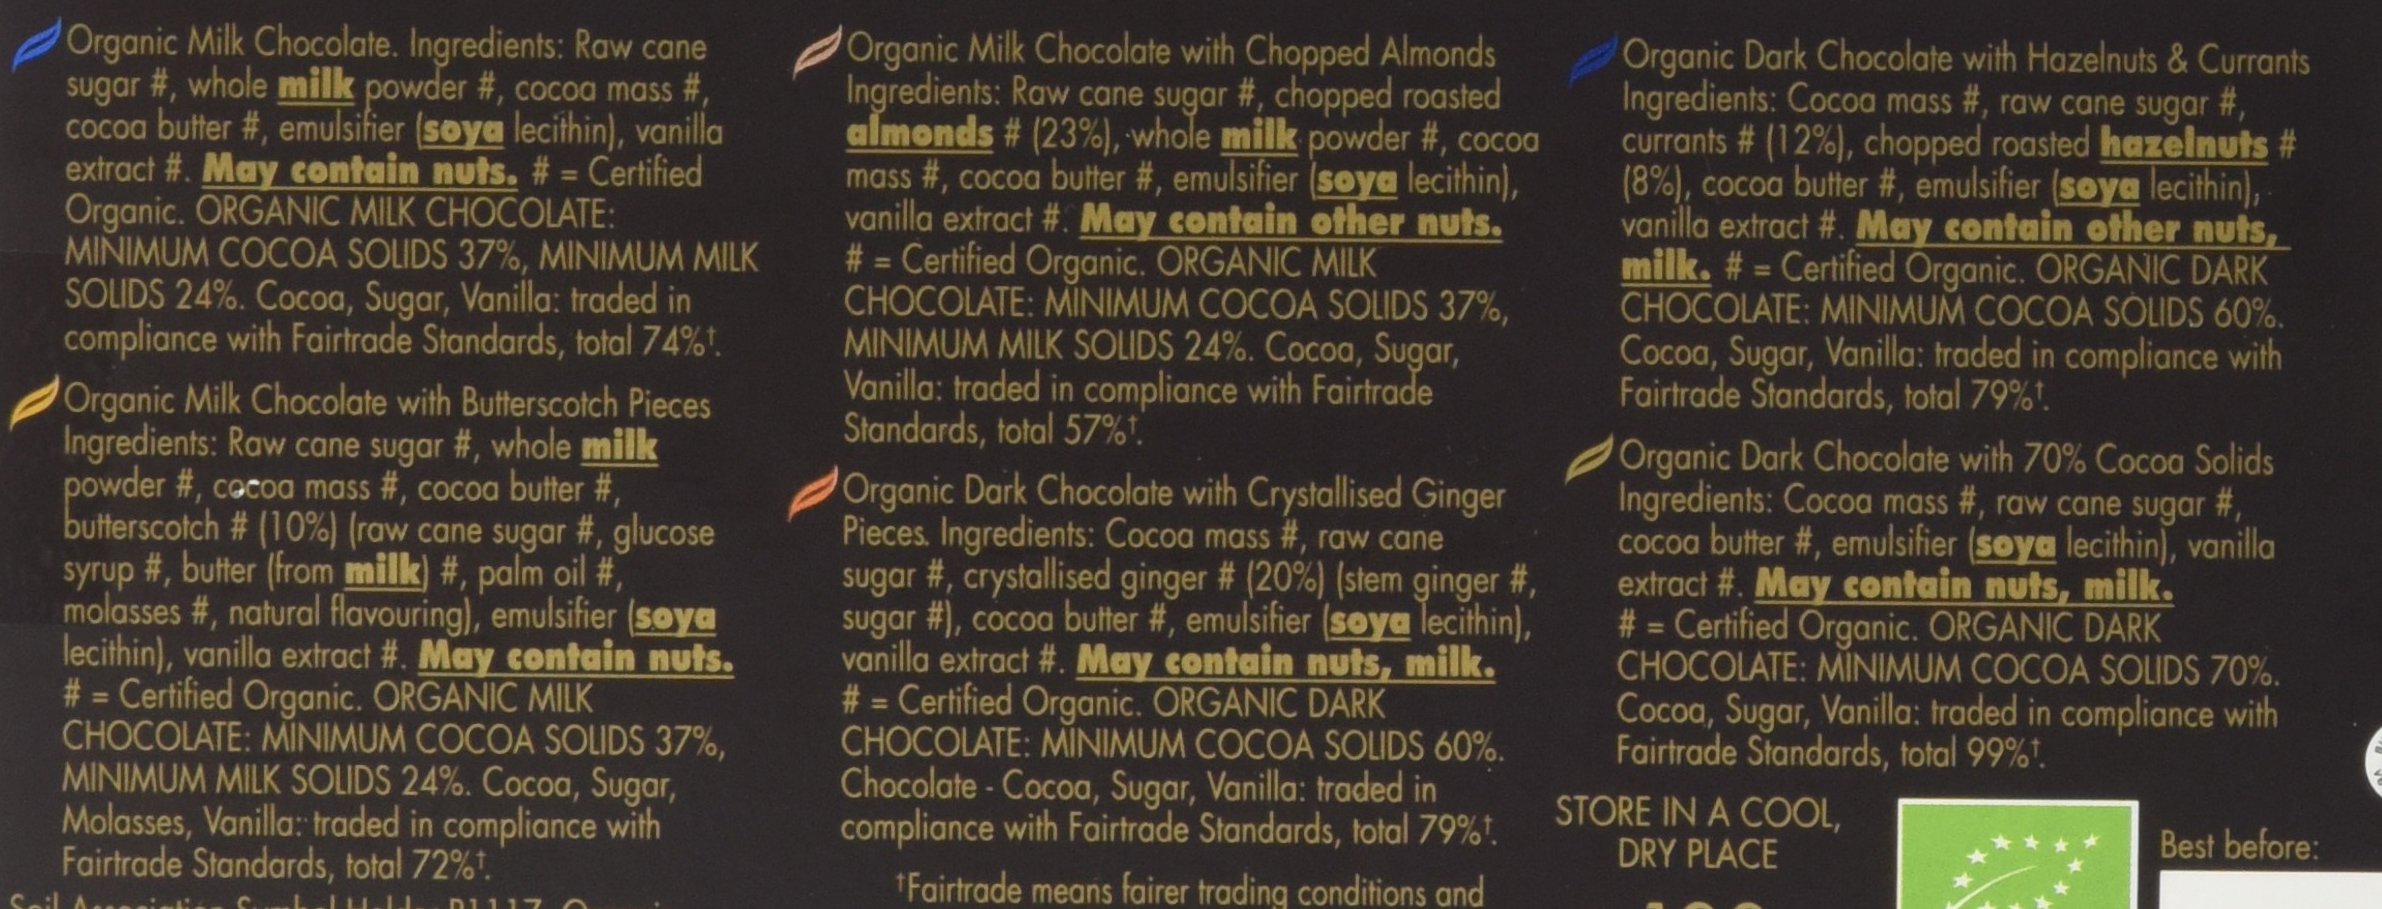 Organic Milk Chocolate. Ingredients: Raw cane
sugar #, whole milk powder #, cocoa mass #,
cocoa butter #, emulsifier (soya lecithin), vanilla
extract #. May contain nuts. # = Certified
Organic. ORGANIC MILK CHOCOLATE:
MINIMUM COCOA SOLIDS 37%, MINIMUM MILK
SOLIDS 24%. Cocoa, Sugar, Vanilla: traded in
compliance with Fairtrade Standards, total 74%†.
Organic Milk Chocolate with Butterscotch Pieces
Ingredients: Raw cane sugar #, whole milk
powder #, cocoa mass #, cocoa butter #,
butterscotch # (10%) (raw cane sugar #, glucose
syrup #, butter (from milk) #, palm oil #,
molasses #, natural flavouring), emulsifier (soya
lecithin), vanilla extract #. May contain nuts.
# = Certified Organic. ORGANIC MILK
CHOCOLATE: MINIMUM COCOA SOLIDS 37%,
MINIMUM MILK SOLIDS 24%. Cocoa, Sugar,
Molasses, Vanilla: traded in compliance with
Fairtrade Standards, total 72%†.
Soil Association Symbol Holder
Organic Milk Chocolate with Chopped Almonds
Ingredients: Raw cane sugar #, chopped roasted
almonds # (23%), whole milk powder #, cocoa
mass #, cocoa butter #, emulsifier (soya lecithin),
vanilla extract #. May contain other nuts.
# = Certified Organic. ORGANIC MILK
CHOCOLATE: MINIMUM COCOA SOLIDS 37%,
MINIMUM MILK SOLIDS 24%. Cocoa, Sugar,
Vanilla: traded in compliance with Fairtrade
Standards, total 57%†.
Organic Dark Chocolate with Crystallised Ginger
Pieces. Ingredients: Cocoa mass #, raw cane
sugar #, crystallised ginger # (20%) (stem ginger #,
sugar #), cocoa butter #, emulsifier (soya lecithin),
vanilla extract #. May contain nuts, milk.
# = Certified Organic. ORGANIC DARK
CHOCOLATE: MINIMUM COCOA SOLIDS 60%.
Chocolate - Cocoa, Sugar, Vanilla: traded in
compliance with Fairtrade Standards, total 79%†.
†Fairtrade means fairer trading conditions and
Organic Dark Chocolate with Hazelnuts & Currants
Ingredients: Cocoa mass #, raw cane sugar #,
currants # (12%), chopped roasted hazelnuts #
(8%), cocoa butter #, emulsifier (soya lecithin),
vanilla extract #. May contain other nuts,
milk. # = Certified Organic. ORGANIC DARK
CHOCOLATE: MINIMUM COCOA SOLIDS 60%.
Cocoa, Sugar, Vanilla: traded in compliance with
Fairtrade Standards, total 79%†.
Organic Dark Chocolate with 70% Cocoa Solids
Ingredients: Cocoa mass #, raw cane sugar #,
cocoa butter #, emulsifier (soya lecithin), vanilla
extract #. May contain nuts, milk.
# = Certified Organic. ORGANIC DARK
CHOCOLATE: MINIMUM COCOA SOLIDS 70%.
Cocoa, Sugar, Vanilla: traded in compliance with
Fairtrade Standards, total 99%†.
STORE IN A COOL,
DRY PLACE
Best before: